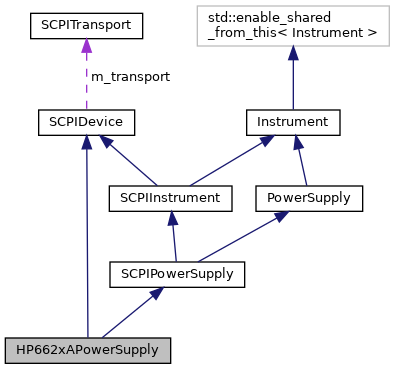 SCPITransport
std::enable_shared
_from_this< Instrument >
m_transport
SCPIDevice
Instrument
SCPIInstrument
PowerSupply
SCPIPowerSupply
HP662xAPowerSupply